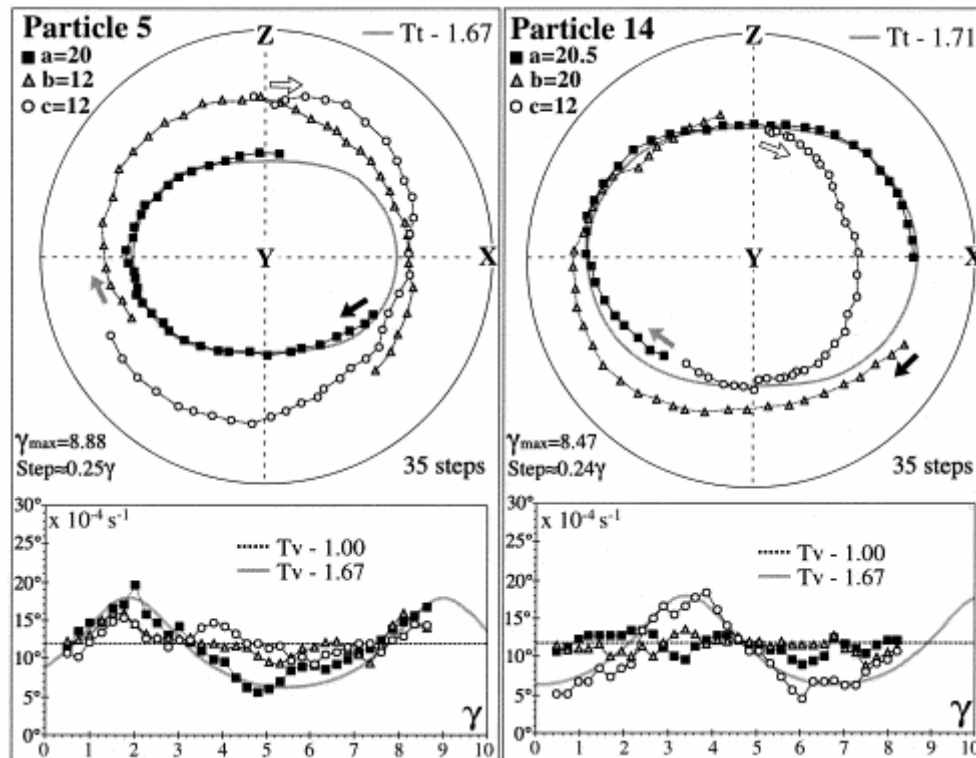 Particle 5
Z
Tt - 1.67
■ a=20
△ b=12
○ c=12
Y
X
γmax=8.88
Step≈0.25γ
35 steps
30°
25°
20°
15°
10°
5°
0°
x 10⁻⁴ s⁻¹
Tv - 1.00
Tv - 1.67
γ
0 1 2 3 4 5 6 7 8 9 10
Particle 14
Z
Tt - 1.71
■ a=20.5
△ b=20
○ c=12
Y
X
γmax=8.47
Step≈0.24γ
35 steps
30°
25°
20°
15°
10°
5°
0°
x 10⁻⁴ s⁻¹
Tv - 1.00
Tv - 1.67
γ
0 1 2 3 4 5 6 7 8 9 10